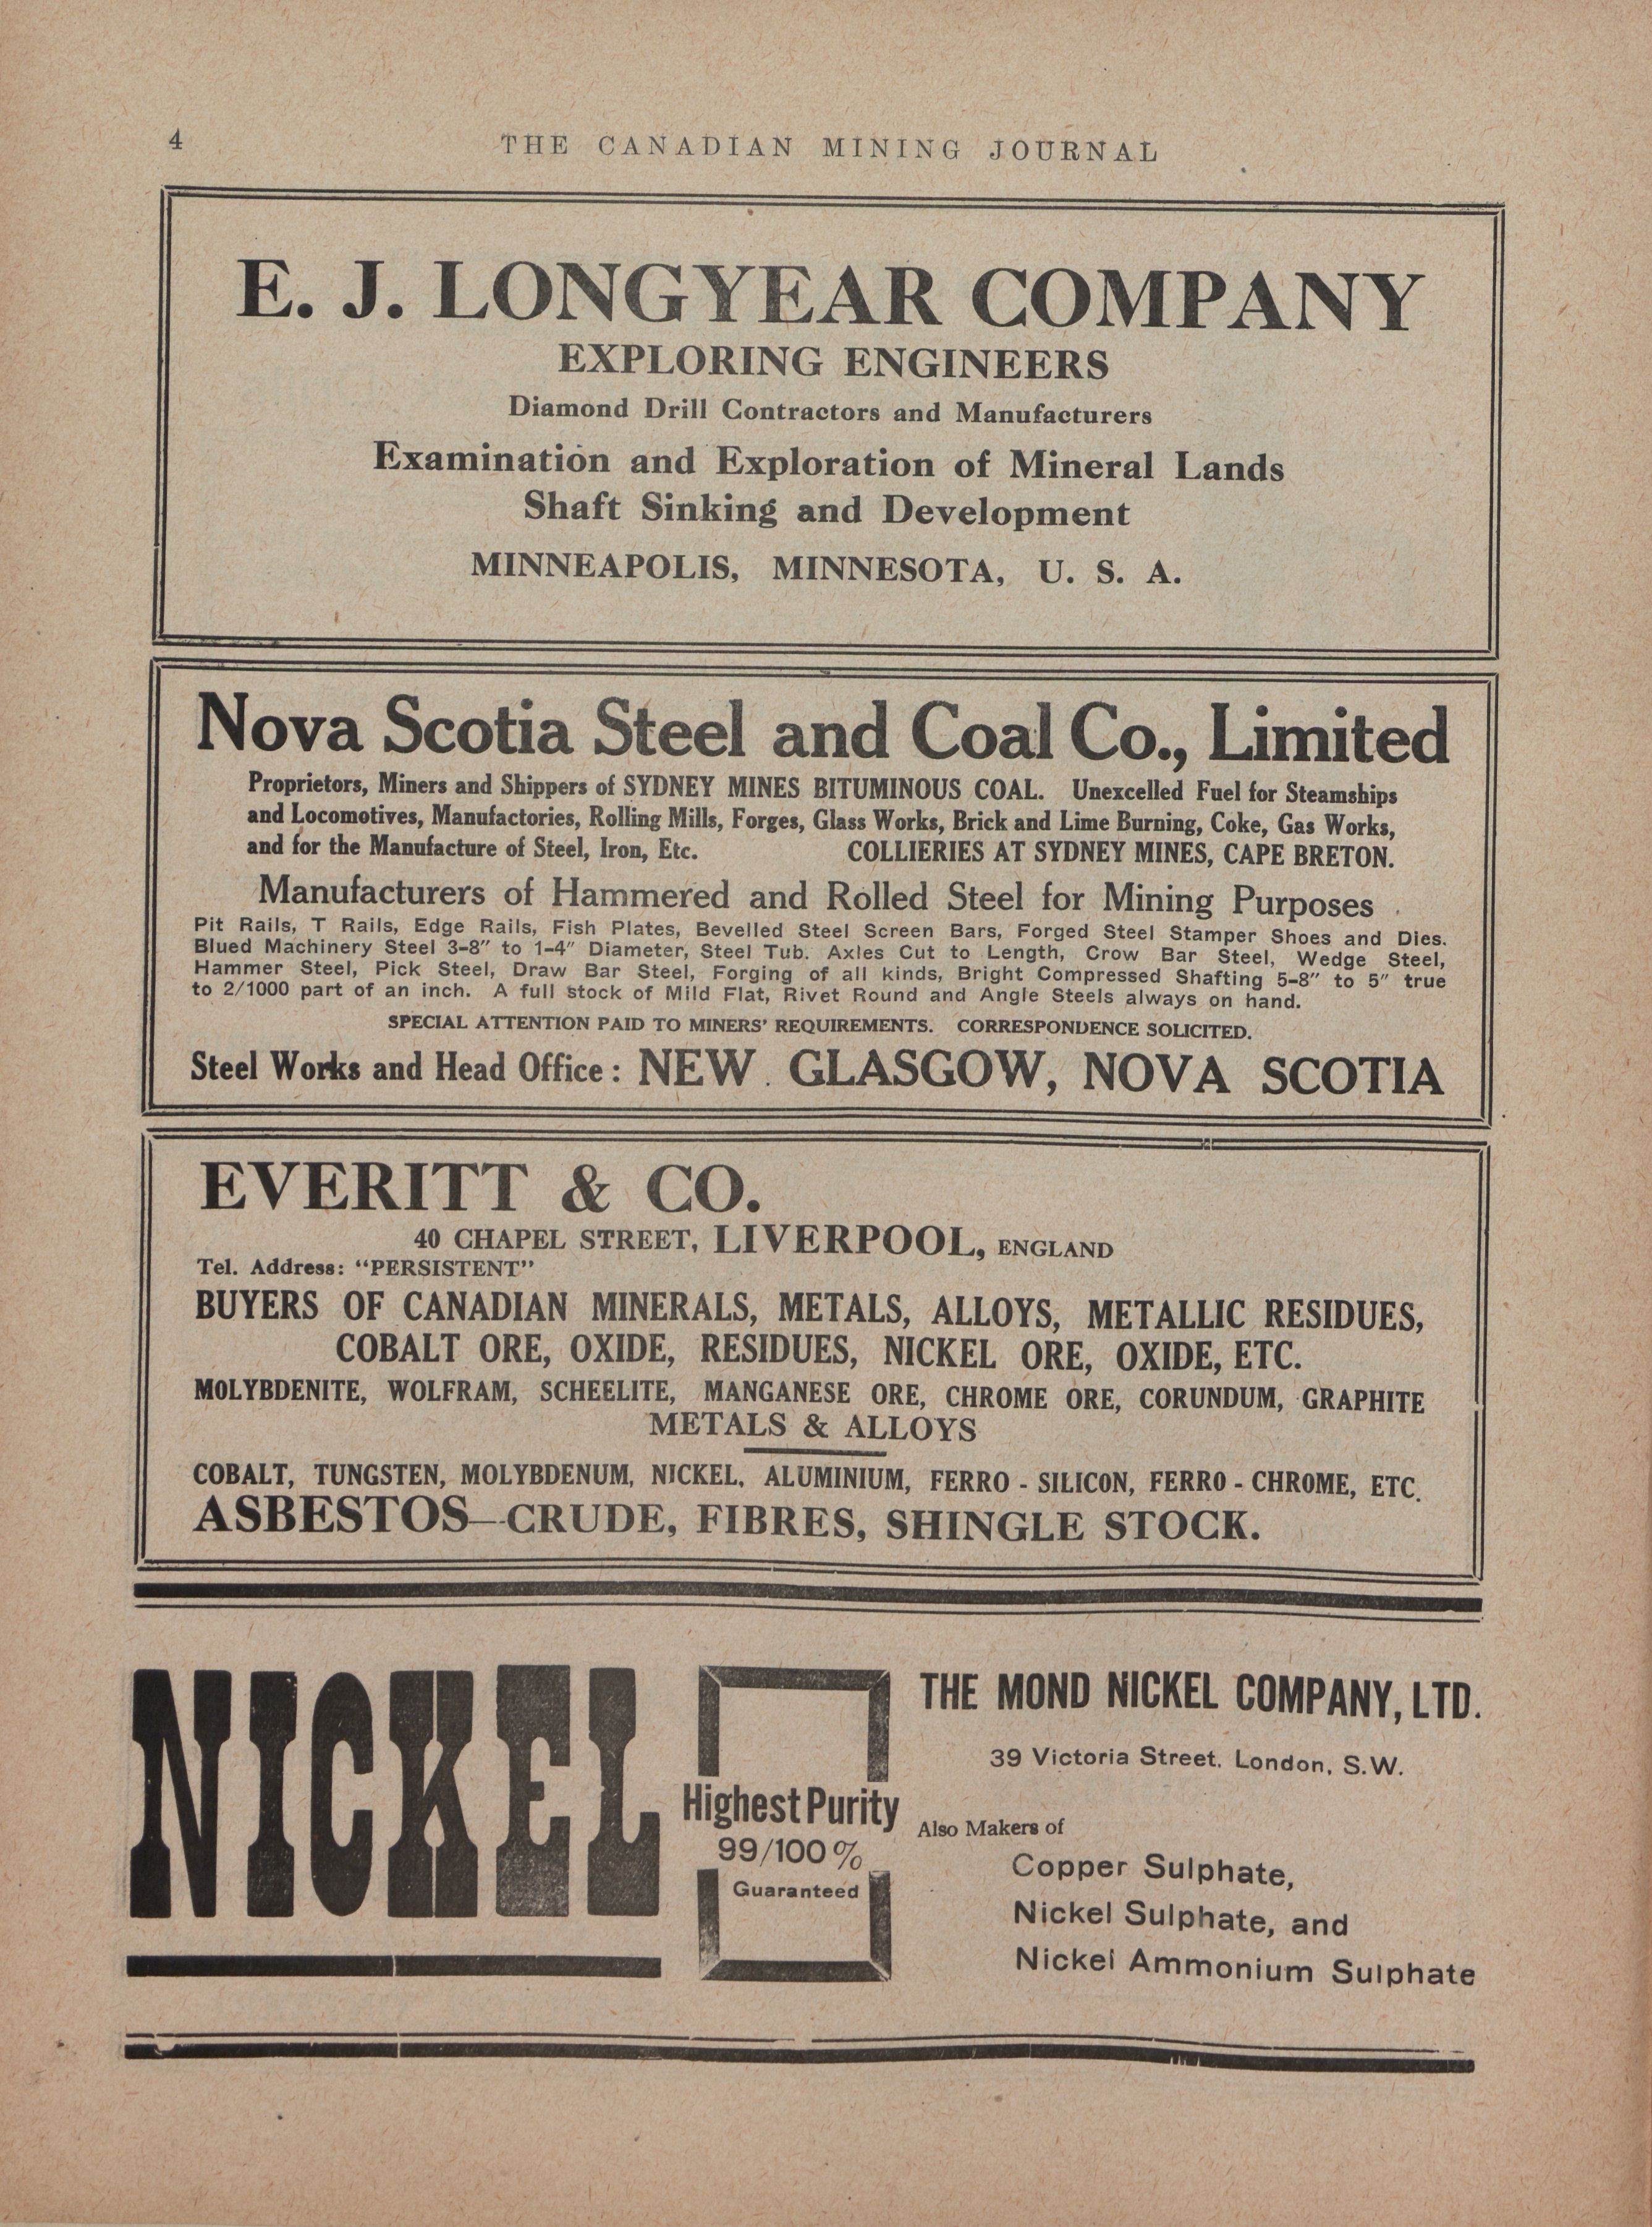 4
THE CANADIAN MINING JOURNAL
E. J. LONGYEAR COMPANY
EXPLORING ENGINEERS
Diamond Drill Contractors and Manufacturers
Examination and Exploration of Mineral Lands
Shaft Sinking and Development
MINNEAPOLIS, MINNESOTA, U. S. A.
Nova Scotia Steel and Coal Co., Limited
Proprietors, Miners and Shippers of SYDNEY MINES BITUMINOUS COAL. Unexcelled Fuel for Steamships
and Locomotives, Manufactories, Rolling Mills, Forges, Glass Works, Brick and Lime Burning, Coke, Gas Works,
and for the Manufacture of Steel, Iron, Etc. COLLIERIES AT SYDNEY MINES, CAPE BRETON.
Manufacturers of Hammered and Rolled Steel for Mining Purposes
Pit Rails, T Rails, Edge Rails, Fish Plates, Bevelled Steel Screen Bars, Forged Steel Stamper Shoes and Dies.
Blued Machinery Steel 3-8" to 1-4" Diameter, Steel Tub. Axles Cut to Length, Crow Bar Steel, Wedge Steel,
Hammer Steel, Pick Steel, Draw Bar Steel, Forging of all kinds, Bright Compressed Shafting 5-8" to 5" true
to 2/1000 part of an inch. A full stock of Mild Flat, Rivet Round and Angle Steels always on hand.
SPECIAL ATTENTION PAID TO MINERS' REQUIREMENTS. CORRESPONDENCE SOLICITED.
Steel Works and Head Office: NEW GLASGOW, NOVA SCOTIA
EVERITT & CO.
40 CHAPEL STREET, LIVERPOOL, ENGLAND
Tel. Address: "PERSISTENT"
BUYERS OF CANADIAN MINERALS, METALS, ALLOYS, METALLIC RESIDUES,
COBALT ORE, OXIDE, RESIDUES, NICKEL ORE, OXIDE, ETC.
MOLYBDENITE, WOLFRAM, SCHEELITE, MANGANESE ORE, CHROME ORE, CORUNDUM, GRAPHITE
METALS & ALLOYS
COBALT, TUNGSTEN, MOLYBDENUM, NICKEL, ALUMINIUM, FERRO - SILICON, FERRO - CHROME, ETC.
ASBESTOS—CRUDE, FIBRES, SHINGLE STOCK.
NICKEL
Highest Purity
99/100 %
Guaranteed
THE MOND NICKEL COMPANY, LTD.
39 Victoria Street, London, S.W.
Also Makers of
Copper Sulphate,
Nickel Sulphate, and
Nickel Ammonium Sulphate